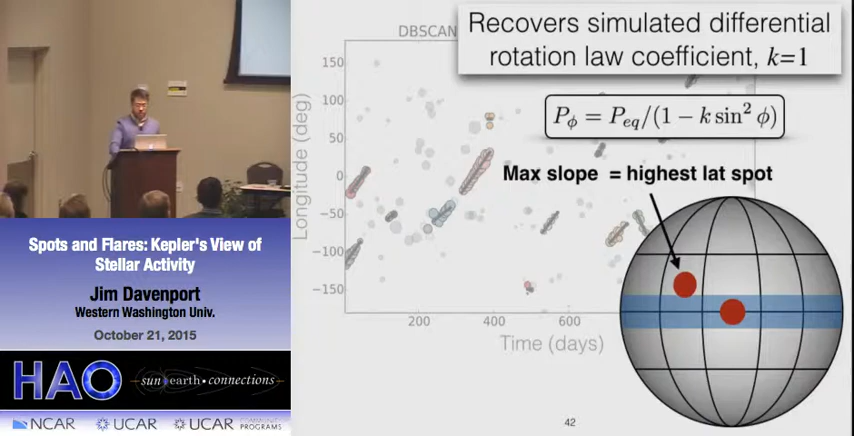 Recovers simulated differential
rotation law coefficient, k=1
DBSCAN
P_ϕ = P_eq/(1 − k sin² ϕ)
Max slope = highest lat spot
Longitude (deg)
150
100
50
0
−50
−100
−150
200
400
600
Time (days)
42
Spots and Flares: Kepler's View of
Stellar Activity
Jim Davenport
Western Washington Univ.
October 21, 2015
HAO
sun earth • connections
NCAR
UCAR
UCAR
PROGRAMS